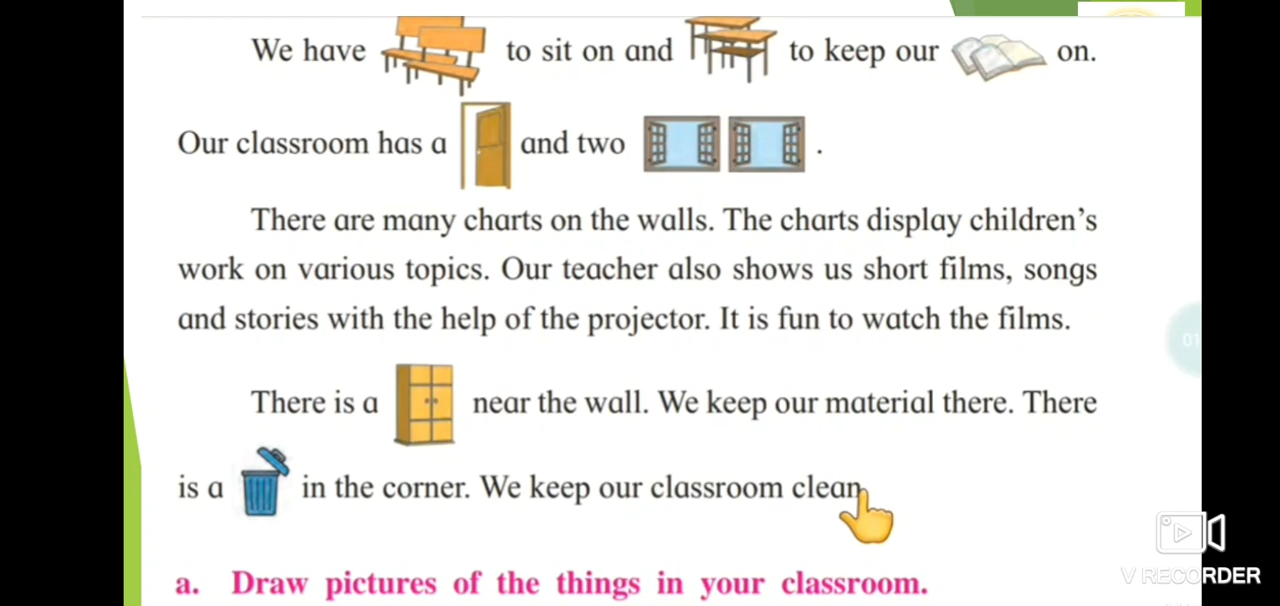 We have to sit on and to keep our on.
Our classroom has a and two .
There are many charts on the walls. The charts display children's
work on various topics. Our teacher also shows us short films, songs
and stories with the help of the projector. It is fun to watch the films.
There is a near the wall. We keep our material there. There
is a in the corner. We keep our classroom clean
a. Draw pictures of the things in your classroom.
01
V RECORDER